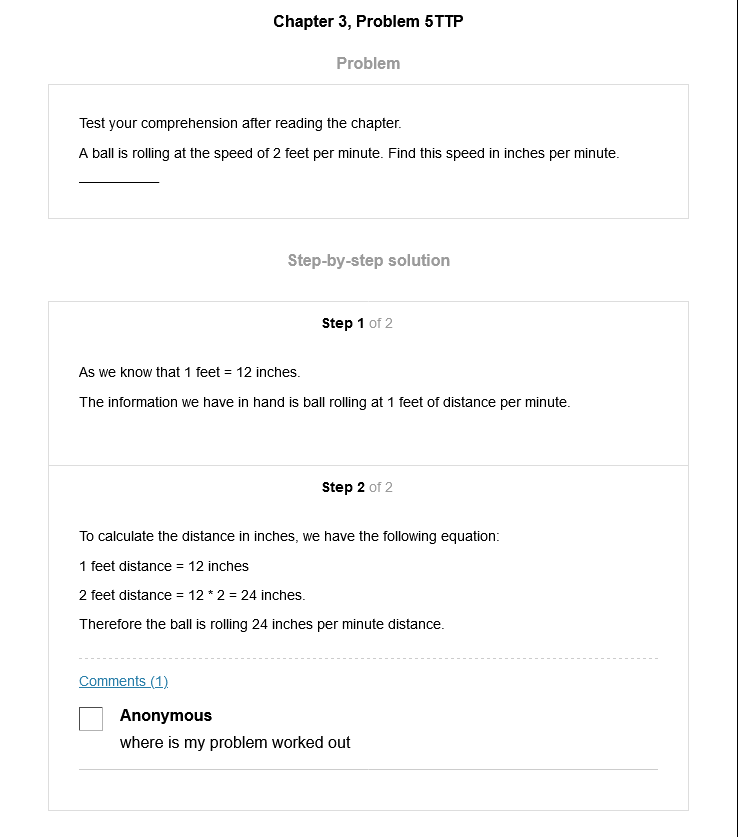 Chapter 3, Problem 5TTP
Problem
Test your comprehension after reading the chapter.
A ball is rolling at the speed of 2 feet per minute. Find this speed in inches per minute.
Step-by-step solution
Step 1 of 2
As we know that 1 feet = 12 inches.
The information we have in hand is ball rolling at 1 feet of distance per minute.
Step 2 of 2
To calculate the distance in inches, we have the following equation:
1 feet distance = 12 inches
2 feet distance = 12 * 2 = 24 inches.
Therefore the ball is rolling 24 inches per minute distance.
Comments (1)
Anonymous
where is my problem worked out